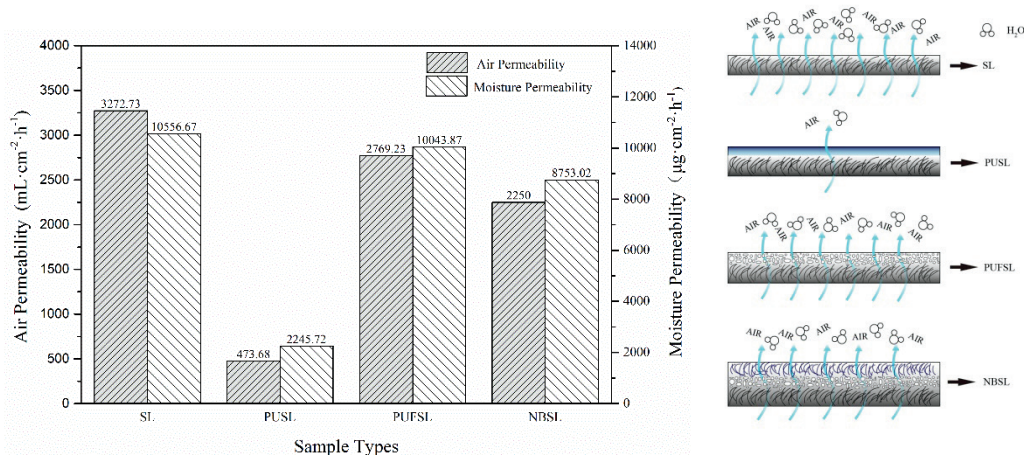 4000
3500
3000
2500
2000
1500
1000
500
0
Air Permeability (mL·cm⁻²·h⁻¹)
14000
12000
10000
8000
6000
4000
2000
0
Moisture Permeability (μg·cm⁻²·h⁻¹)
Air Permeability
Moisture Permeability
3272.73
10556.67
473.68
2245.72
2769.23
10043.87
2250
8753.02
SL
PUSL
PUFSL
NBSL
Sample Types
AIR
AIR
AIR
AIR
AIR
AIR
H₂O
SL
AIR
PUSL
AIR
AIR
AIR
AIR
AIR
AIR
PUFSL
AIR
AIR
AIR
AIR
AIR
NBSL